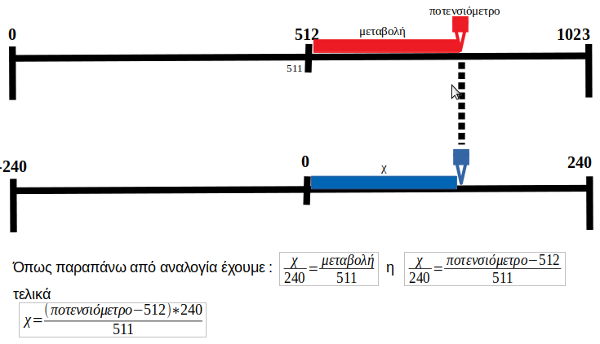 ποτενσιόμετρο
0 512 μεταβολή 1023
511
-240 0 χ 240
Όπως παραπάνω από αναλογία έχουμε : χ/240 = μεταβολή/511 η χ/240 = ποτενσιόμετρο−512/511
τελικά
χ = (ποτενσιόμετρο−512)∗240/511